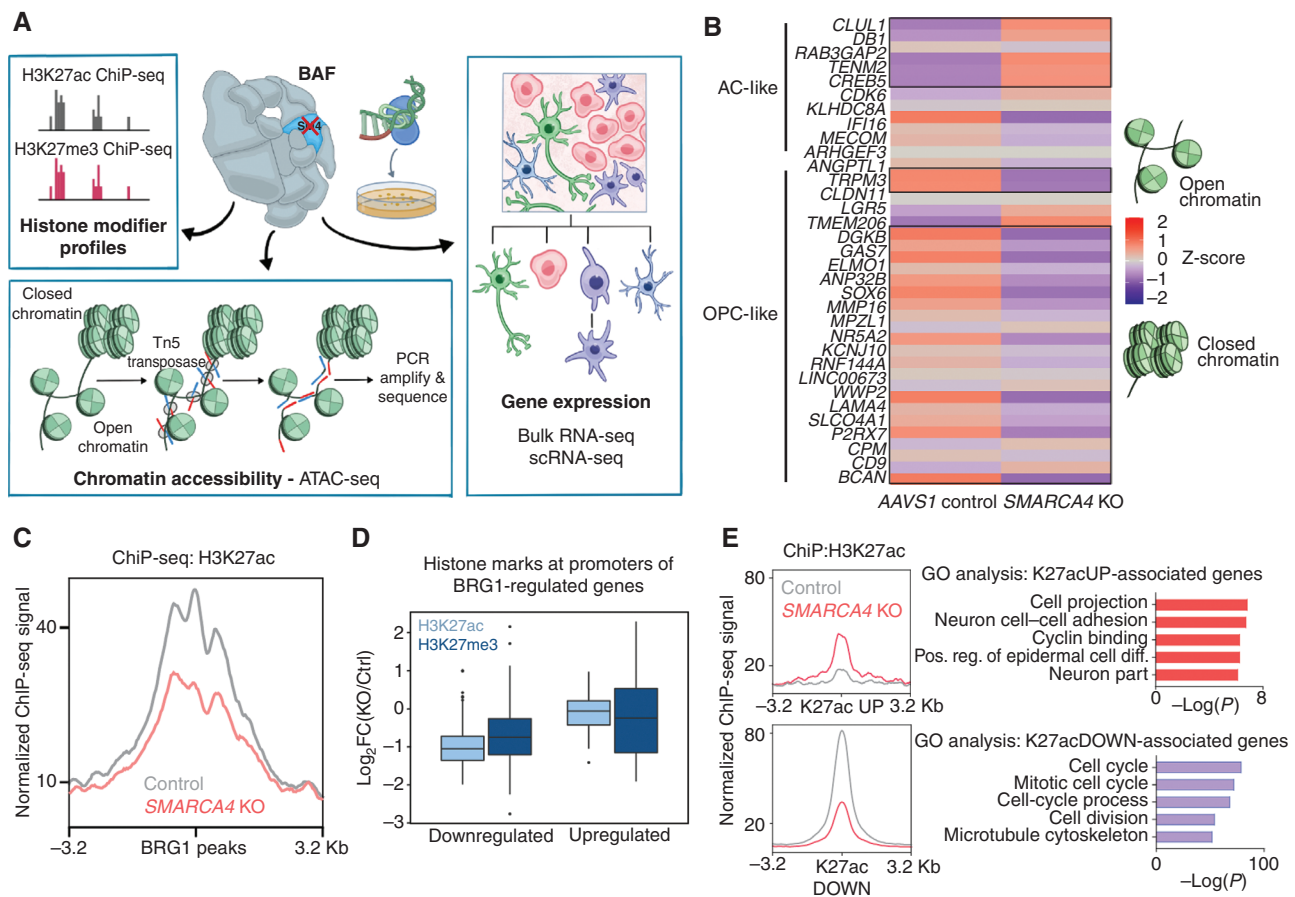 A
H3K27ac ChiP-seq
H3K27me3 ChiP-seq
Histone modifier
profiles
BAF
Closed
chromatin
Tn5
transposase
Open
chromatin
PCR
amplify &
sequence
Chromatin accessibility - ATAC-seq
Gene expression
Bulk RNA-seq
scRNA-seq
B
AC-like
OPC-like
CLUL1
DB1
RAB3GAP2
TENM2
CREB5
CDK6
KLHDC8A
IFI16
MECOM
ARHGEF3
ANGPTL1
TRPM3
CLDN11
LGR5
TMEM206
DGKB
GAS7
ELMO1
ANP32B
SOX6
MMP16
MPZL1
NR5A2
KCNJ10
RNF144A
LINC00673
WWP2
LAMA4
SLCO4A1
P2RX7
CPM
CD9
BCAN
AAVS1 control SMARCA4 KO
Open
chromatin
2
1
0
−1
−2
Z-score
Closed
chromatin
C
ChiP-seq: H3K27ac
Normalized ChIP-seq signal
40
10
Control
SMARCA4 KO
−3.2
BRG1 peaks
3.2 Kb
D
Histone marks at promoters of
BRG1-regulated genes
H3K27ac
H3K27me3
Log2FC(KO/Ctrl)
2
1
0
−1
−2
−3
Downregulated
Upregulated
E
ChiP:H3K27ac
Normalized ChIP-seq signal
80
20
Control
SMARCA4 KO
−3.2
K27ac UP
3.2 Kb
GO analysis: K27acUP-associated genes
Cell projection
Neuron cell–cell adhesion
Cyclin binding
Pos. reg. of epidermal cell diff.
Neuron part
0
8
−Log(P)
80
20
−3.2
K27ac
DOWN
3.2 Kb
GO analysis: K27acDOWN-associated genes
Cell cycle
Mitotic cell cycle
Cell-cycle process
Cell division
Microtubule cytoskeleton
0
100
−Log(P)